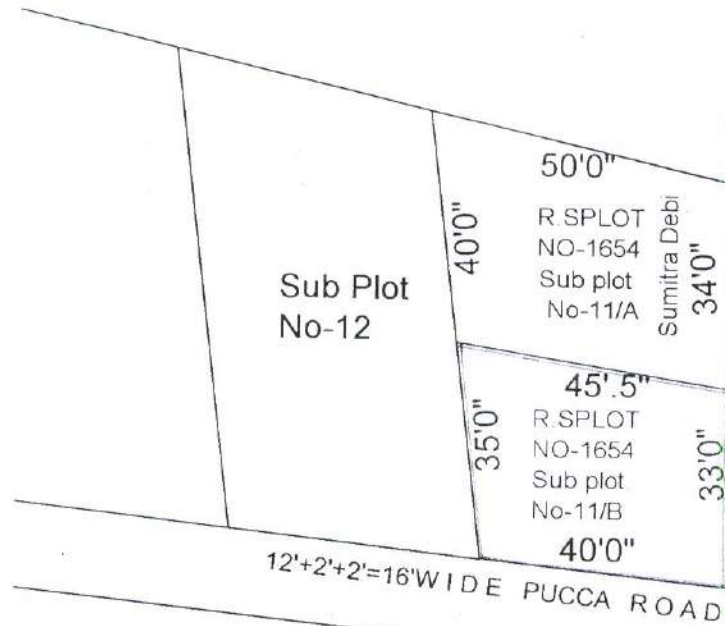 50'0"
40'0"
R.SPLOT
NO-1654
Sub plot
No-11/A
Sumitra Debi
34'0"
Sub Plot
No-12
45'.5"
35'0"
R.SPLOT
NO-1654
Sub plot
No-11/B
33'0"
40'0"
12'+2'+2'=16'WIDE PUCCA ROAD